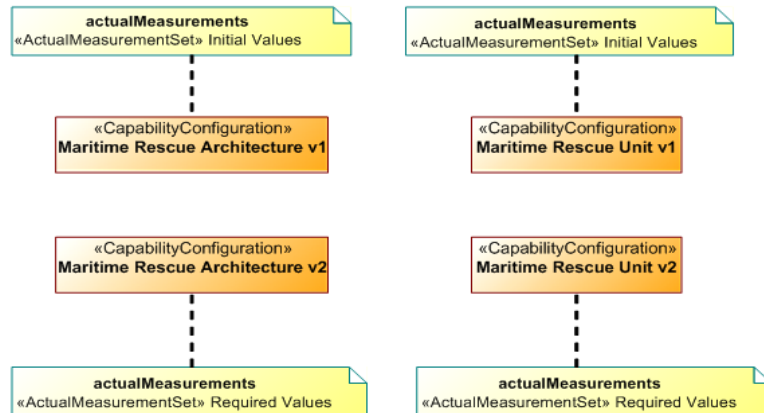 actualMeasurements
«ActualMeasurementSet» Initial Values
actualMeasurements
«ActualMeasurementSet» Initial Values
«CapabilityConfiguration»
Maritime Rescue Architecture v1
«CapabilityConfiguration»
Maritime Rescue Unit v1
«CapabilityConfiguration»
Maritime Rescue Architecture v2
«CapabilityConfiguration»
Maritime Rescue Unit v2
actualMeasurements
«ActualMeasurementSet» Required Values
actualMeasurements
«ActualMeasurementSet» Required Values